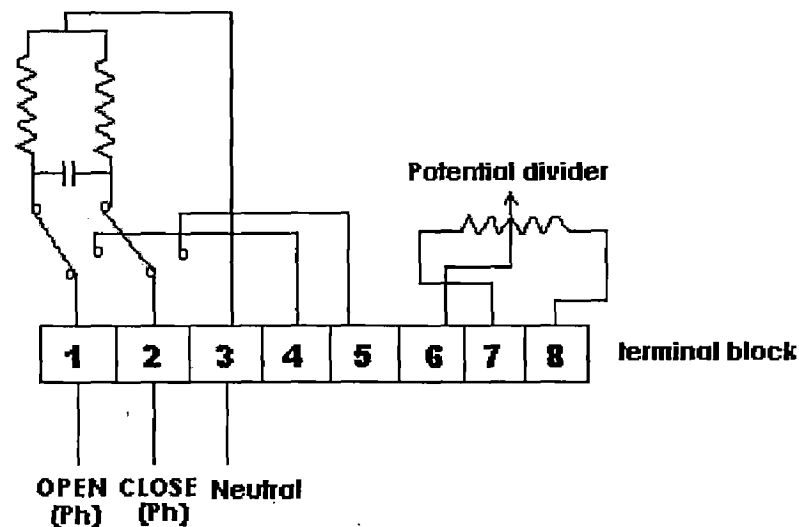 Potential divider
1 2 3 4 5 6 7 8
terminal block
OPEN CLOSE Neutral
(Ph) (Ph)